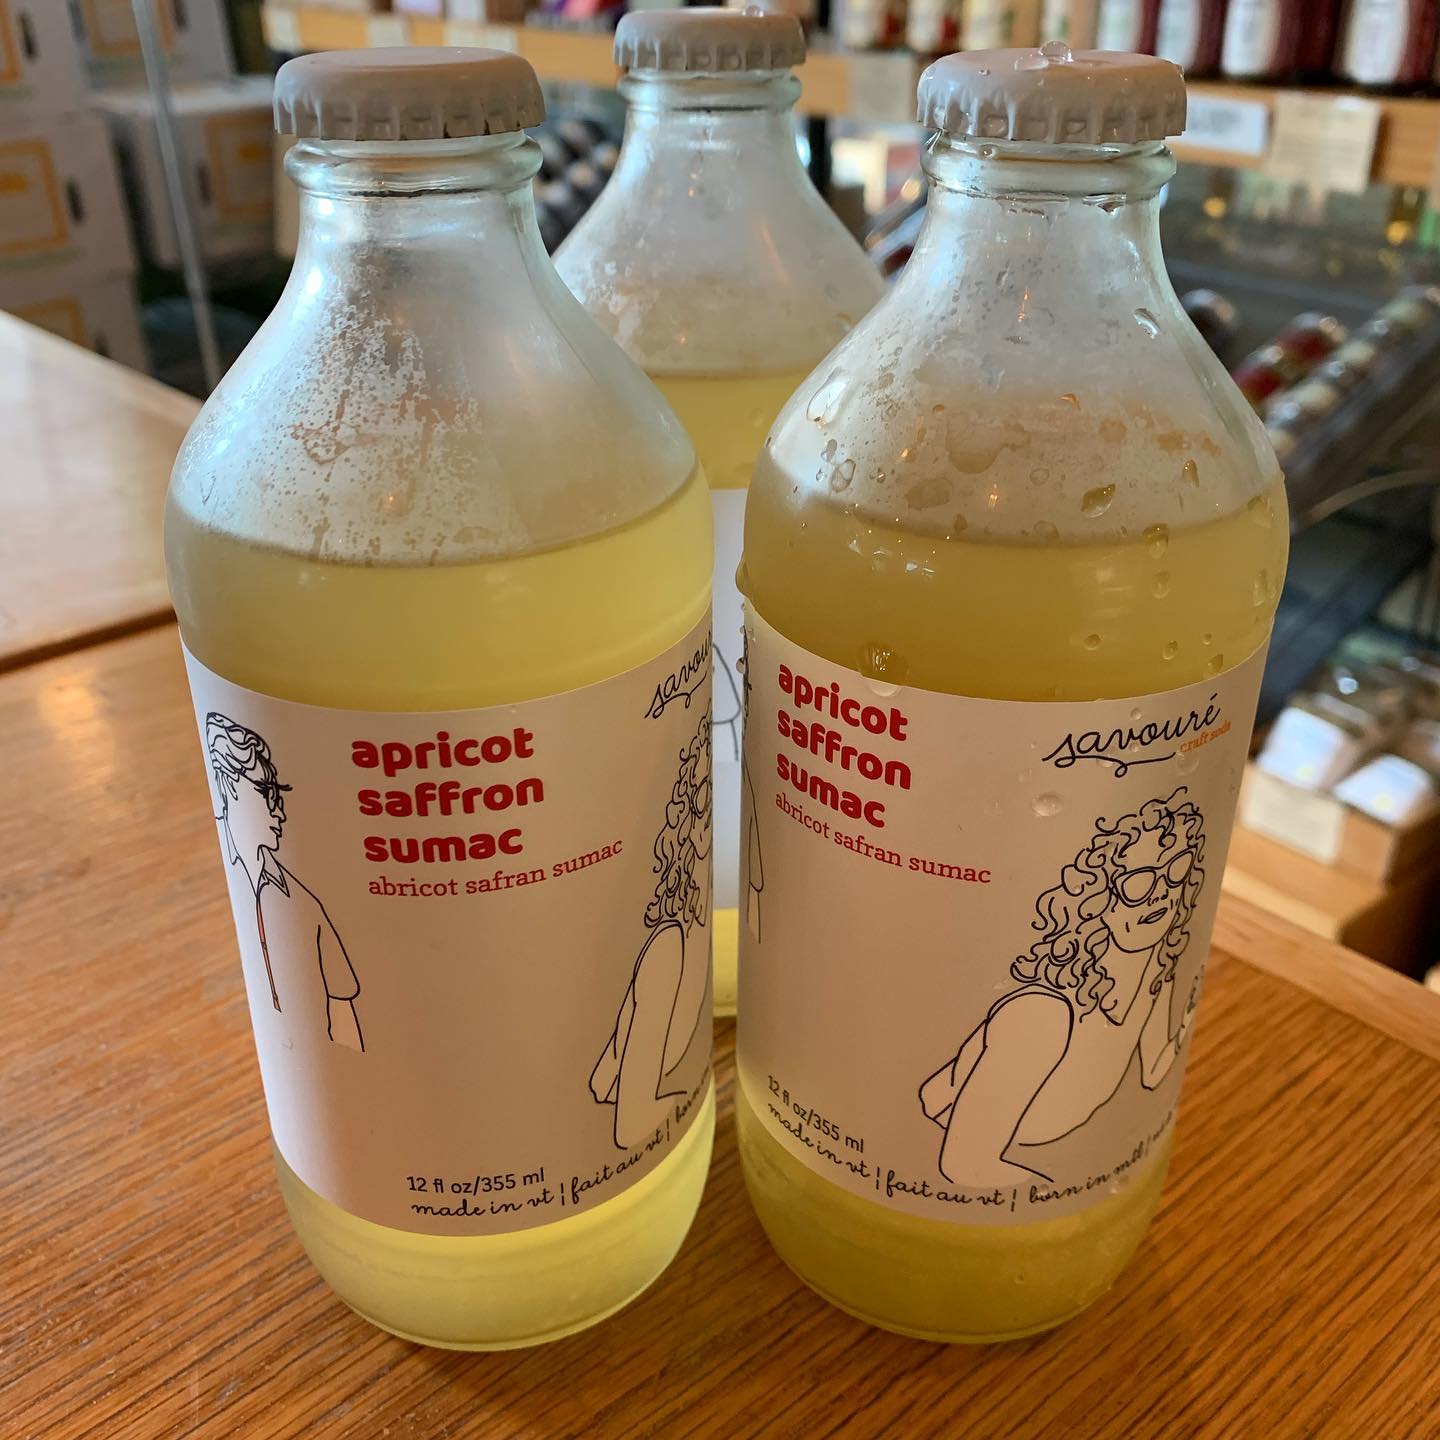 apricot
saffron
sumac
abricot safran sumac
12 fl oz/355 ml
made in vt ¦ fait au vt ¦ born
apricot
saffron
sumac
abricot safran sumac
savouré
craft soda
12 fl oz/355 ml
made in vt ¦ fait au vt ¦ born in mtl ¦